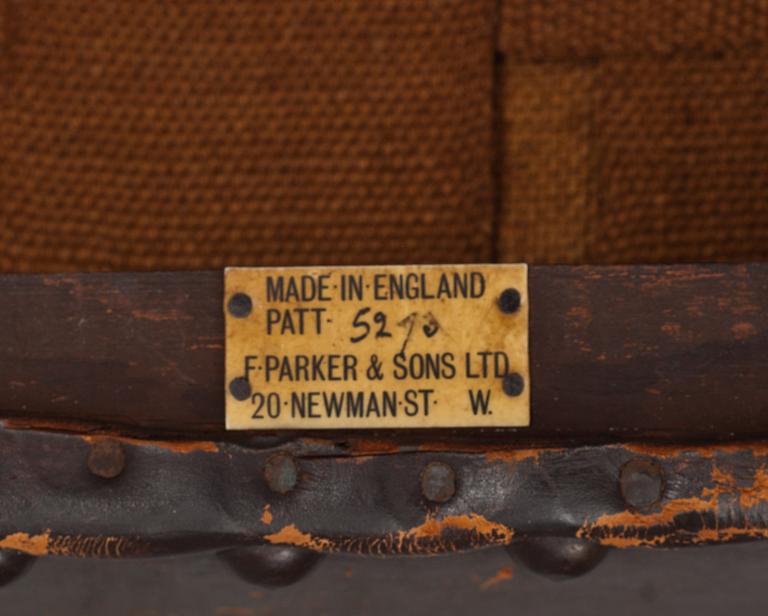 MADE·IN·ENGLAND
PATT·
F·PARKER & SONS LTD
20·NEWMAN·ST· W.